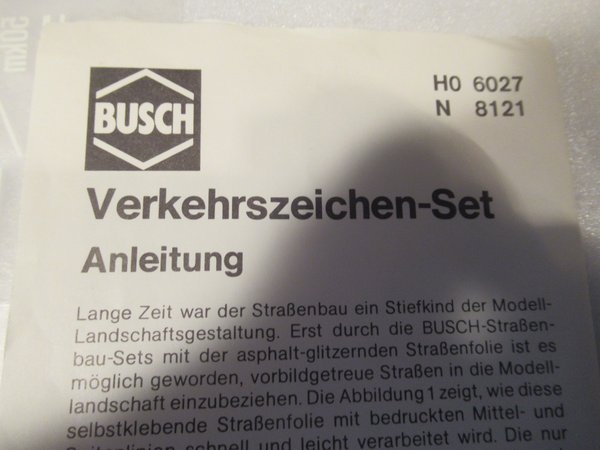 50km
BUSCH
H0 6027
N 8121
Verkehrszeichen-Set
Anleitung
Lange Zeit war der Straßenbau ein Stiefkind der Modell-
Landschaftsgestaltung. Erst durch die BUSCH-Straßen-
bau-Sets mit der asphalt-glitzernden Straßenfolie ist es
möglich geworden, vorbildgetreue Straßen in die Modell-
landschaft einzubeziehen. Die Abbildung 1 zeigt, wie diese
selbstklebende Straßenfolie mit bedruckten Mittel- und
Seitenlinien schnell und leicht verarbeitet wird. Die nur